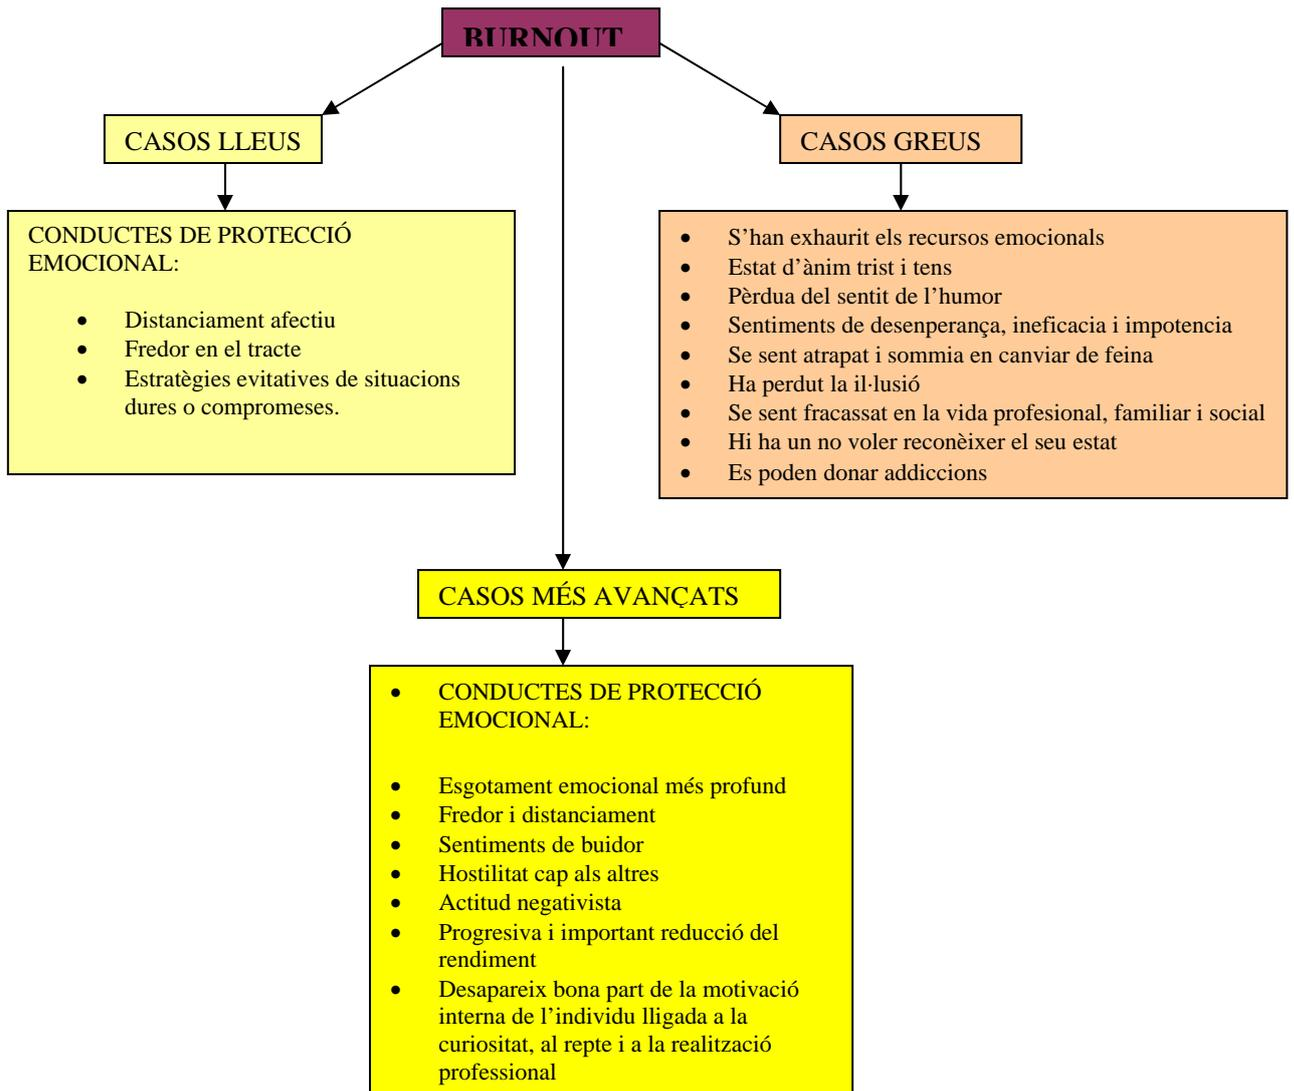 BURNOUT
CASOS LLEUS
CASOS GREUS
CONDUCTES DE PROTECCIÓ
EMOCIONAL:
• Distanciament afectiu
• Fredor en el tracte
• Estratègies evitatives de situacions
dures o compromeses.
• S’han exhaurit els recursos emocionals
• Estat d’ànim trist i tens
• Pèrdua del sentit de l’humor
• Sentiments de desenperança, ineficacia i impotencia
• Se sent atrapat i sommia en canviar de feina
• Ha perdut la il·lusió
• Se sent fracassat en la vida profesional, familiar i social
• Hi ha un no voler reconèixer el seu estat
• Es poden donar addiccions
CASOS MÉS AVANÇATS
• CONDUCTES DE PROTECCIÓ
EMOCIONAL:
• Esgotament emocional més profund
• Fredor i distanciament
• Sentiments de buidor
• Hostilitat cap als altres
• Actitud negativista
• Progresiva i important reducció del
rendiment
• Desapareix bona part de la motivació
interna de l’individu lligada a la
curiositat, al repte i a la realització
professional